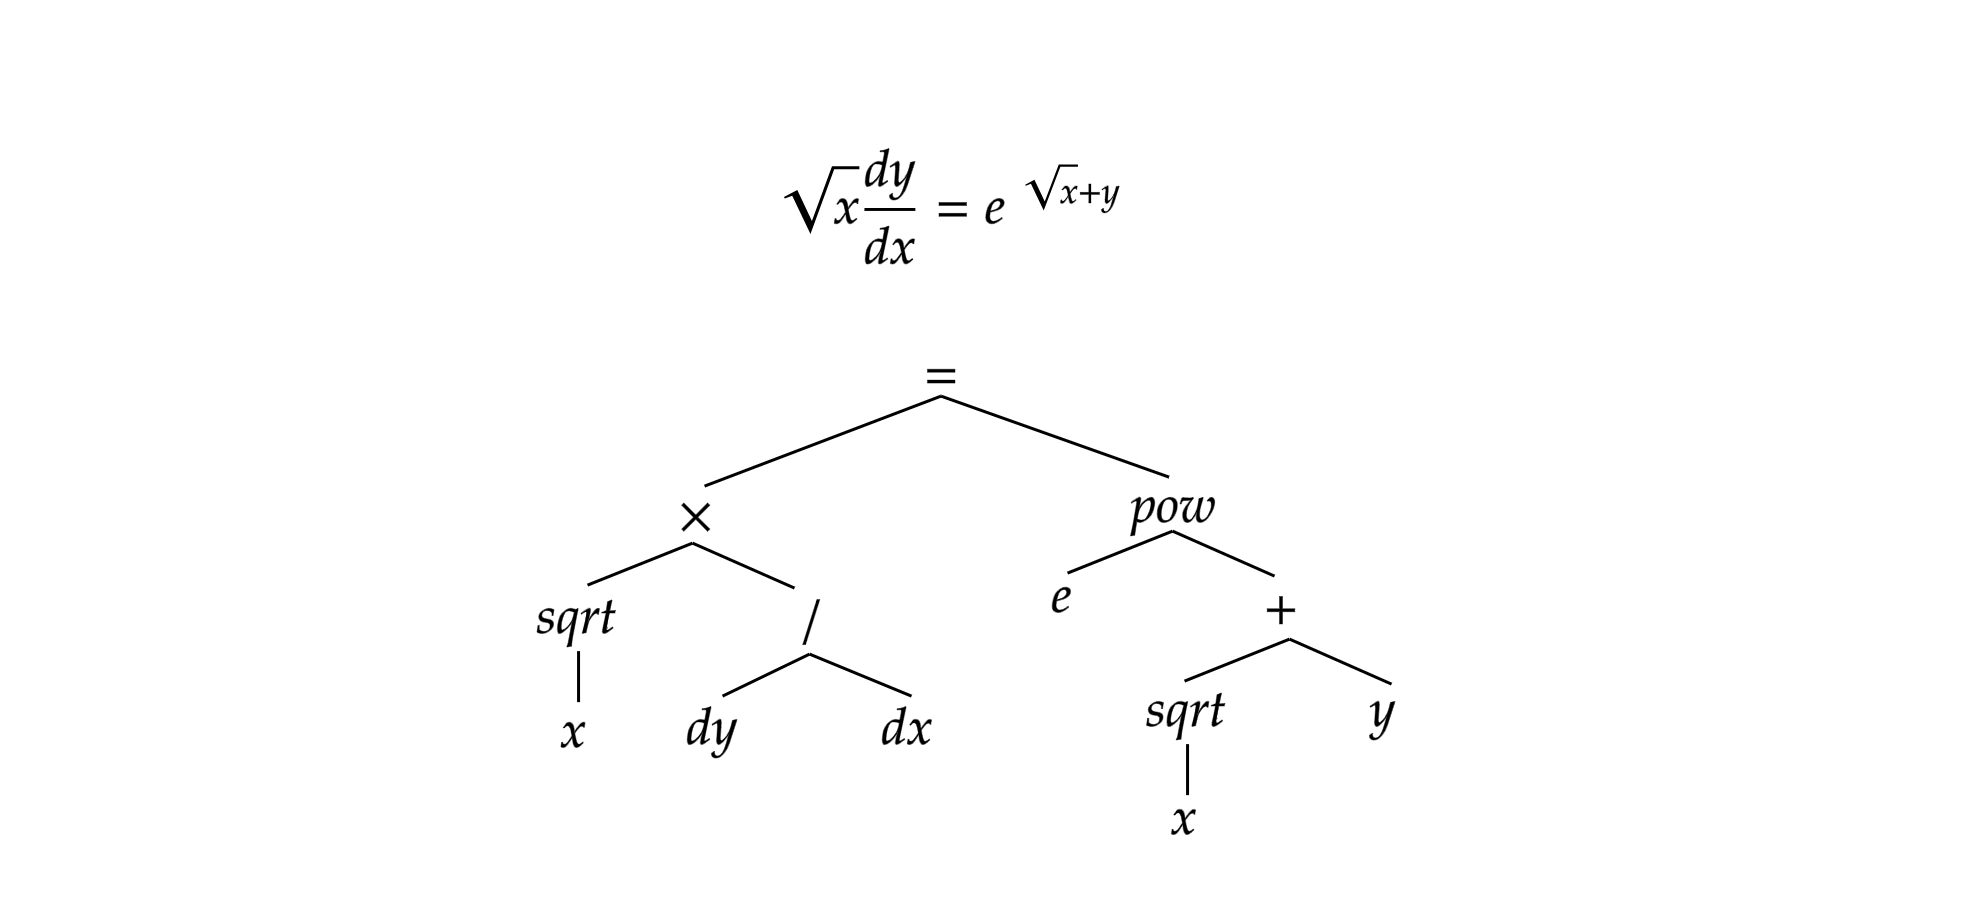 √x dy/dx = e^(√x+y)
=
× pow
sqrt / e +
x dy dx sqrt y
x